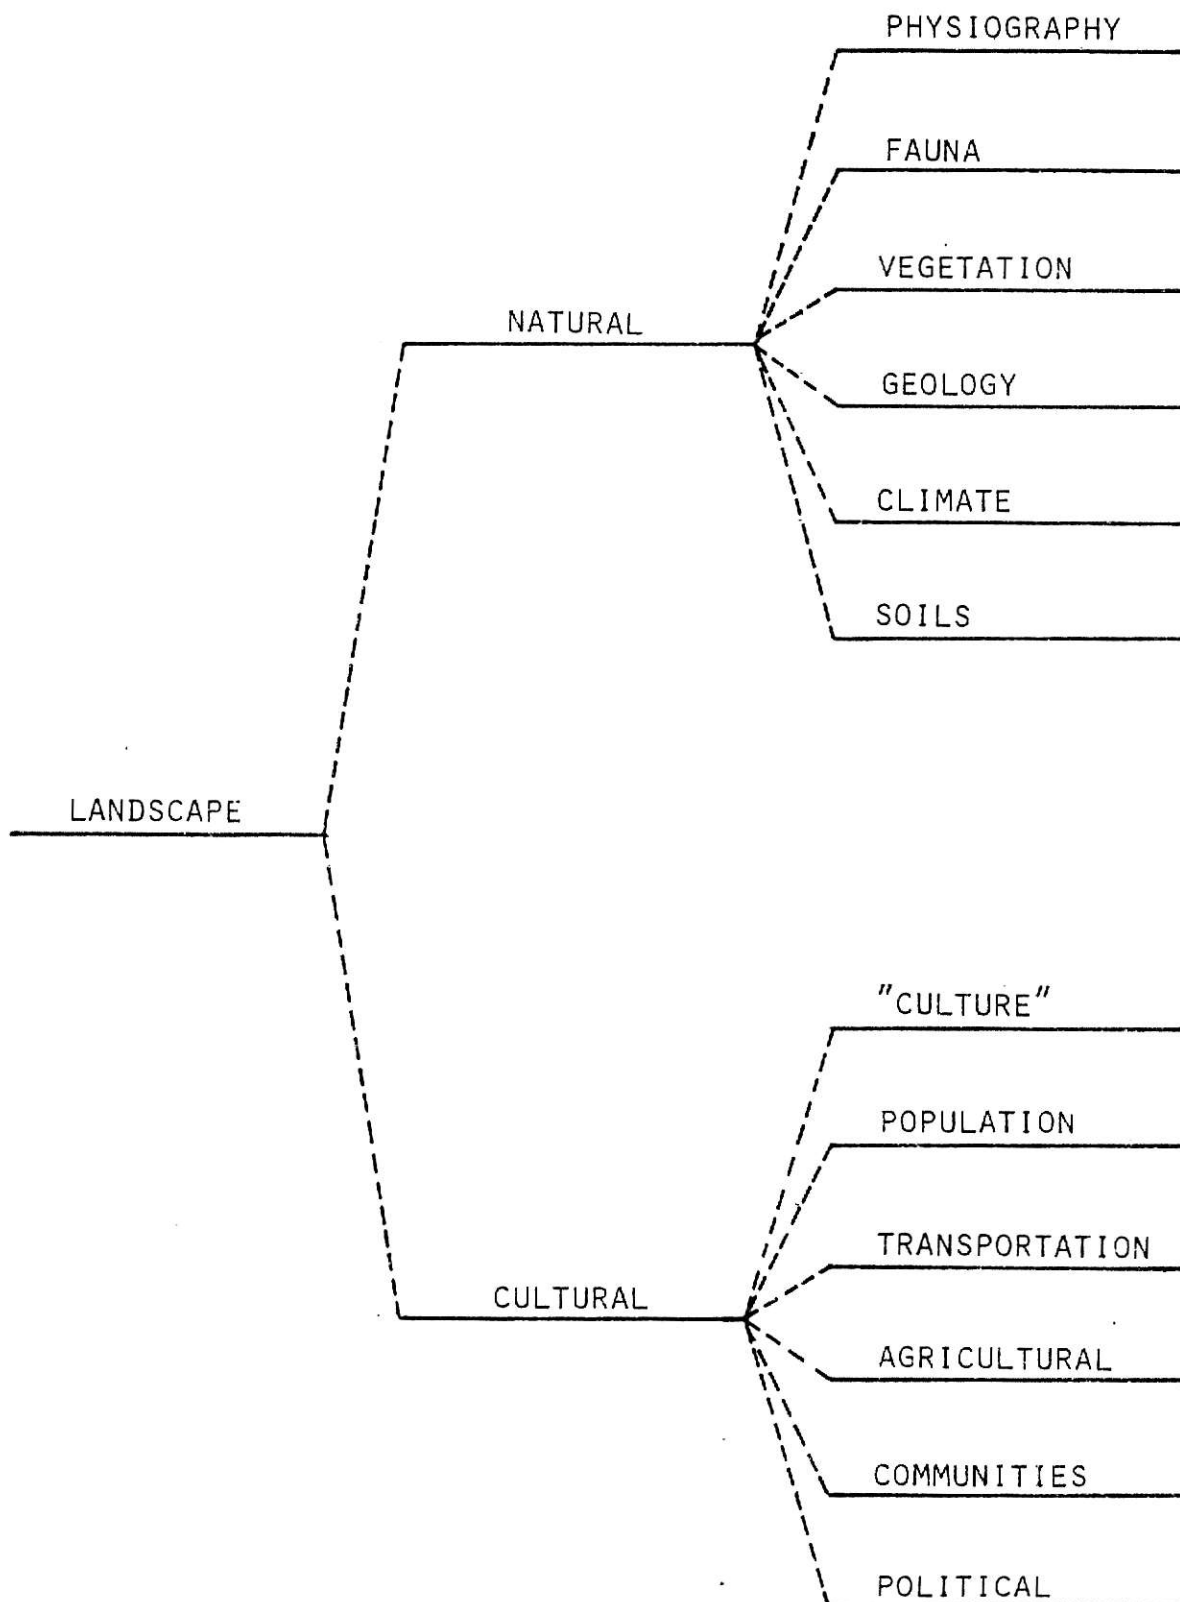 PHYSIOGRAPHY
FAUNA
VEGETATION
NATURAL
GEOLOGY
CLIMATE
SOILS
LANDSCAPE
"CULTURE"
POPULATION
TRANSPORTATION
CULTURAL
AGRICULTURAL
COMMUNITIES
POLITICAL